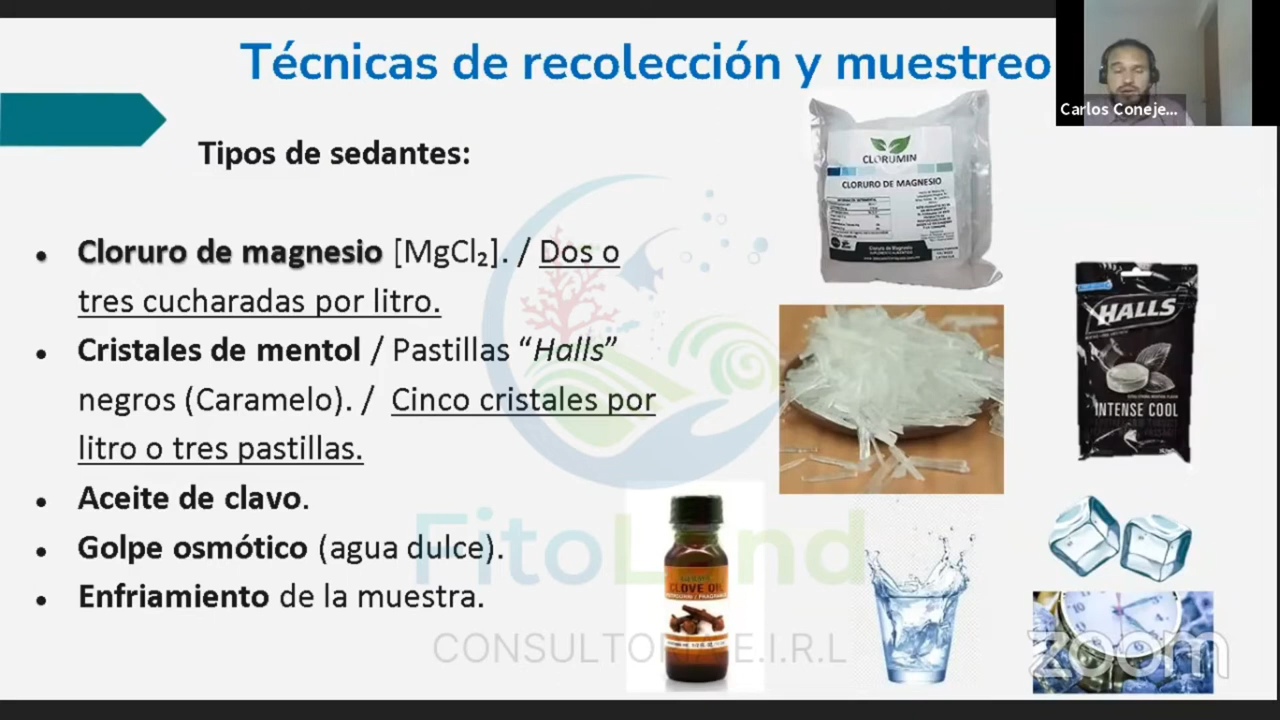 Técnicas de recolección y muestreo
Carlos Coneje...
Tipos de sedantes:
• Cloruro de magnesio [MgCl₂]. / Dos o
tres cucharadas por litro.
• Cristales de mentol / Pastillas “Halls”
negros (Caramelo). / Cinco cristales por
litro o tres pastillas.
• Aceite de clavo.
• Golpe osmótico (agua dulce).
• Enfriamiento de la muestra.
CLORUMIN
CLORURO DE MAGNESIO
HALLS
INTENSE COOL
CLOVE OIL
FitoLand
CONSULTORIA E.I.R.L
zoom